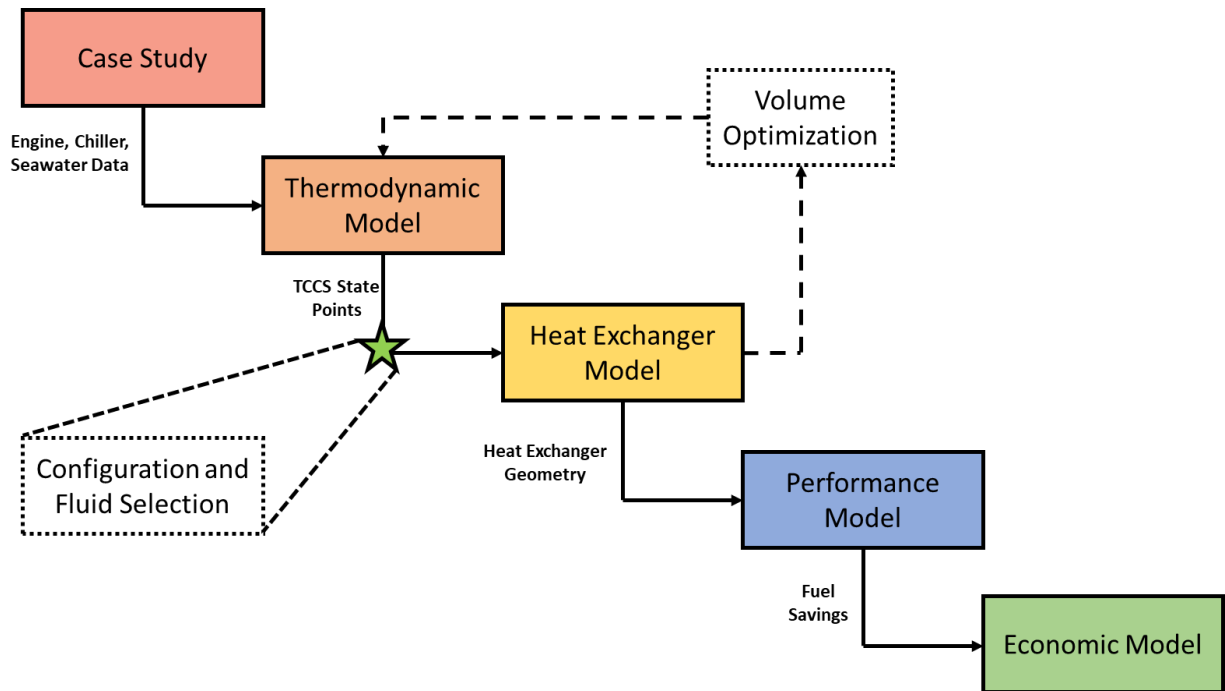 Case Study
Engine, Chiller,
Seawater Data
Volume
Optimization
Thermodynamic
Model
TCCS State
Points
Heat Exchanger
Model
Configuration and
Fluid Selection
Heat Exchanger
Geometry
Performance
Model
Fuel
Savings
Economic Model